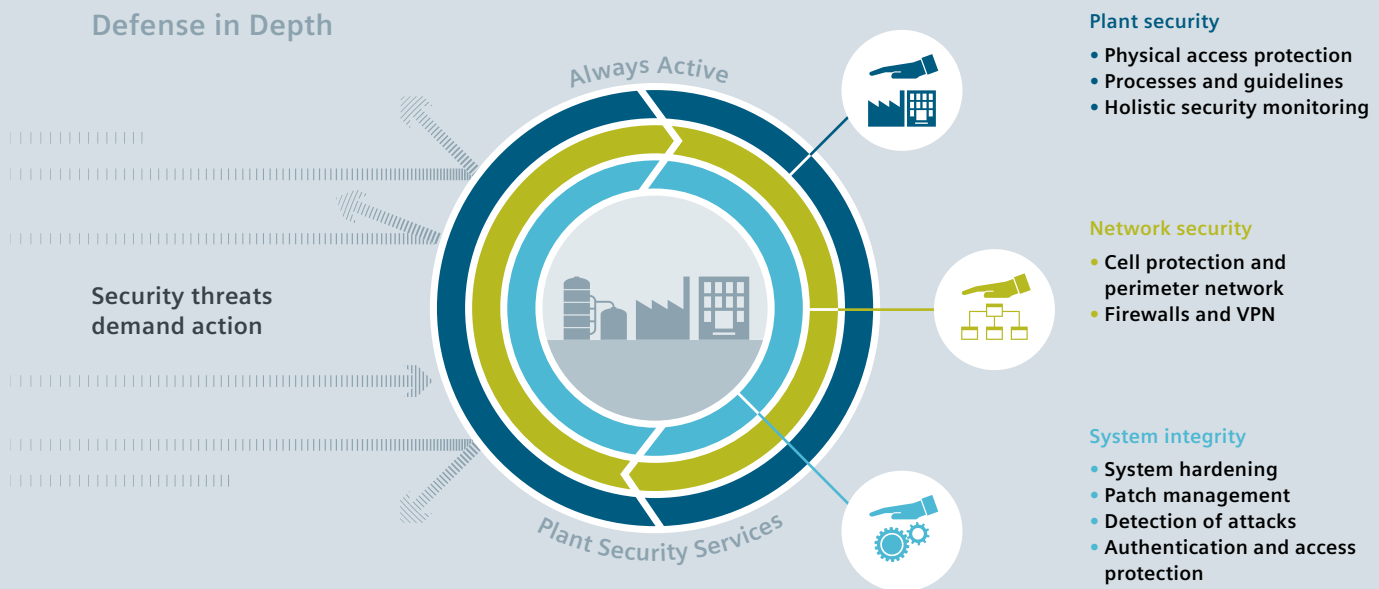 Defense in Depth
Always Active
Security threats
demand action
Plant Security Services
Plant security
• Physical access protection
• Processes and guidelines
• Holistic security monitoring
Network security
• Cell protection and
perimeter network
• Firewalls and VPN
System integrity
• System hardening
• Patch management
• Detection of attacks
• Authentication and access
protection